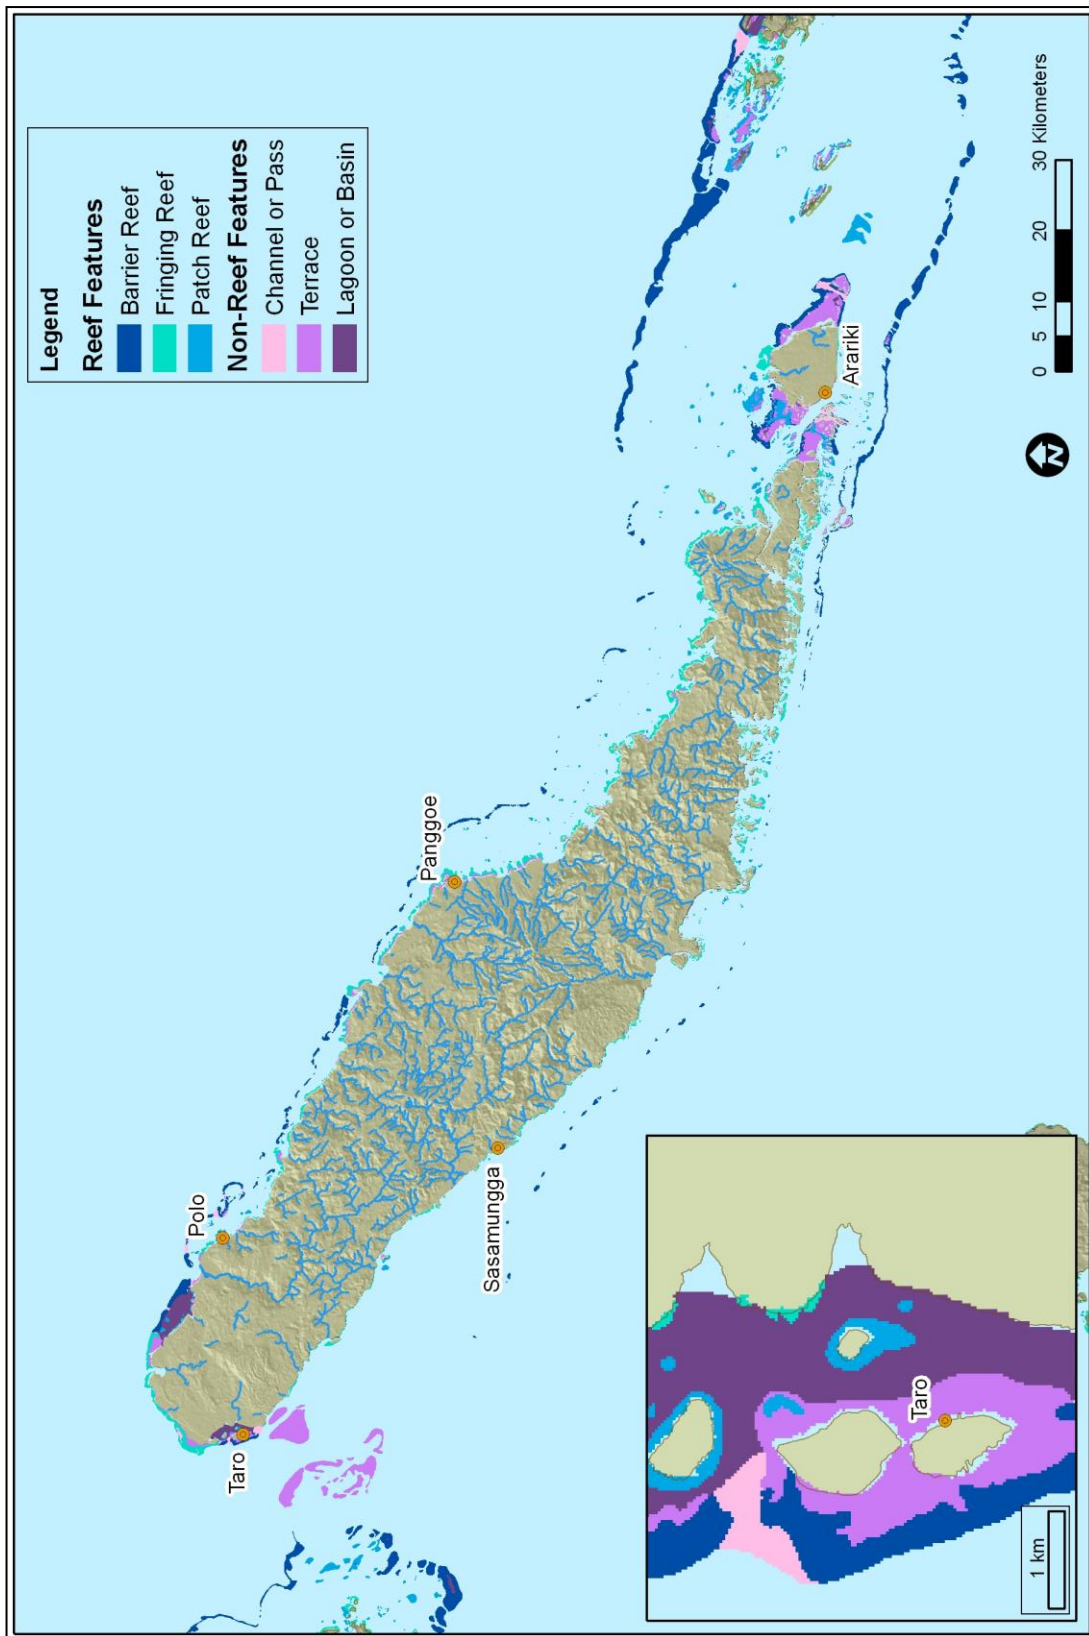 Legend
Reef Features
Barrier Reef
Fringing Reef
Patch Reef
Non-Reef Features
Channel or Pass
Terrace
Lagoon or Basin
Polo
Panggoe
Taro
Sasamungga
Arariki
N
0 5 10 20 30 Kilometers
Taro
1 km